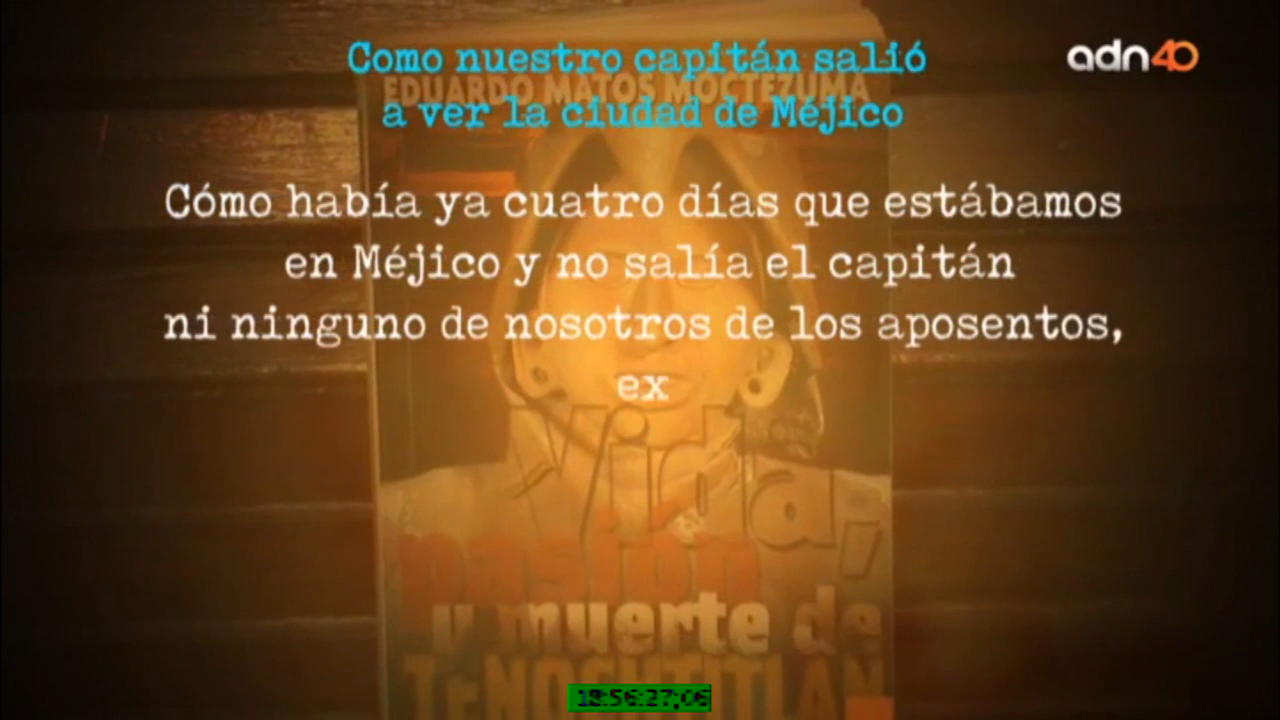 Como nuestro capitán salió
adn40
EDUARDO MATOS MOCTEZUMA
a ver la ciudad de Méjico
Cómo había ya cuatro días que estábamos
en Méjico y no salía el capitán
ni ninguno de nosotros de los aposentos,
ex
Vida,
pasión
y muerte de
TENOCHTITLAN
18:56:27;06